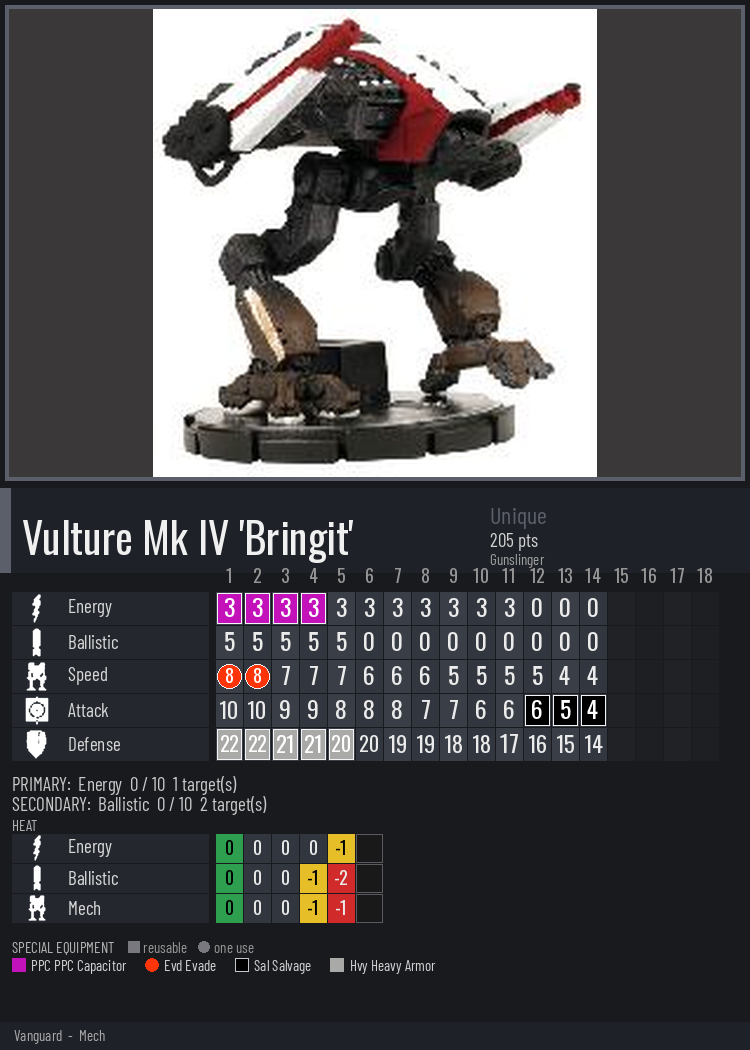 Vulture Mk IV 'Bringit'
Unique
205 pts
Gunslinger
1 2 3 4 5 6 7 8 9 10 11 12 13 14 15 16 17 18
Energy 3 3 3 3 3 3 3 3 3 3 3 0 0 0
Ballistic 5 5 5 5 5 0 0 0 0 0 0 0 0 0
Speed 8 8 7 7 7 6 6 6 5 5 5 5 4 4
Attack 10 10 9 9 8 8 8 7 7 6 6 6 5 4
Defense 22 22 21 21 20 20 19 19 18 18 17 16 15 14
PRIMARY: Energy 0 / 10 1 target(s)
SECONDARY: Ballistic 0 / 10 2 target(s)
HEAT
Energy 0 0 0 0 -1
Ballistic 0 0 0 -1 -2
Mech 0 0 0 -1 -1
SPECIAL EQUIPMENT reusable one use
PPC PPC Capacitor Evd Evade Sal Salvage Hvy Heavy Armor
Vanguard - Mech